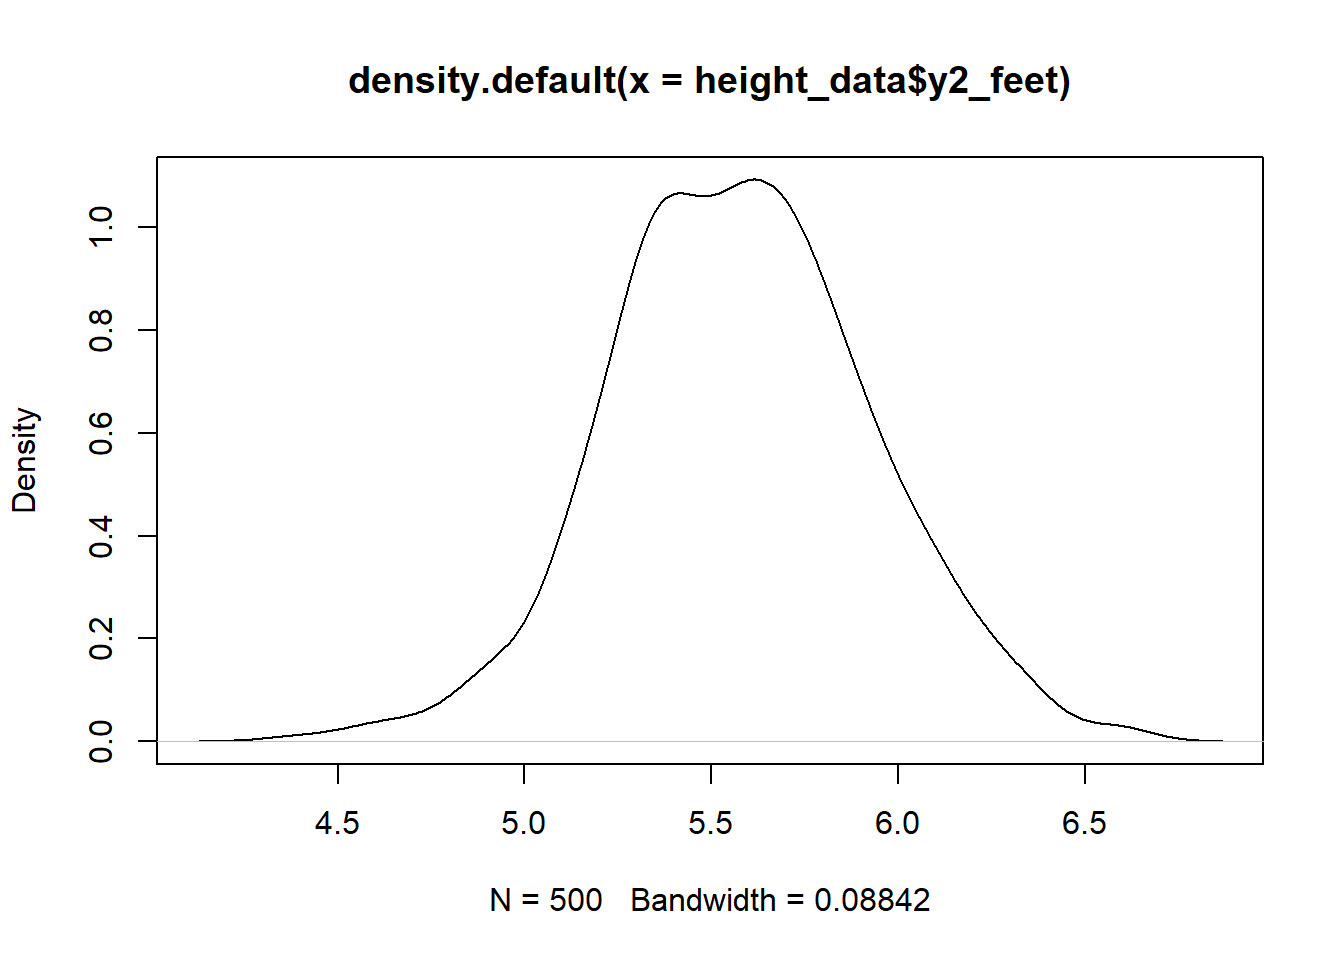 density.default(x = height_data$y2_feet)
Density
1.0
0.8
0.6
0.4
0.2
0.0
4.5 5.0 5.5 6.0 6.5
N = 500 Bandwidth = 0.08842